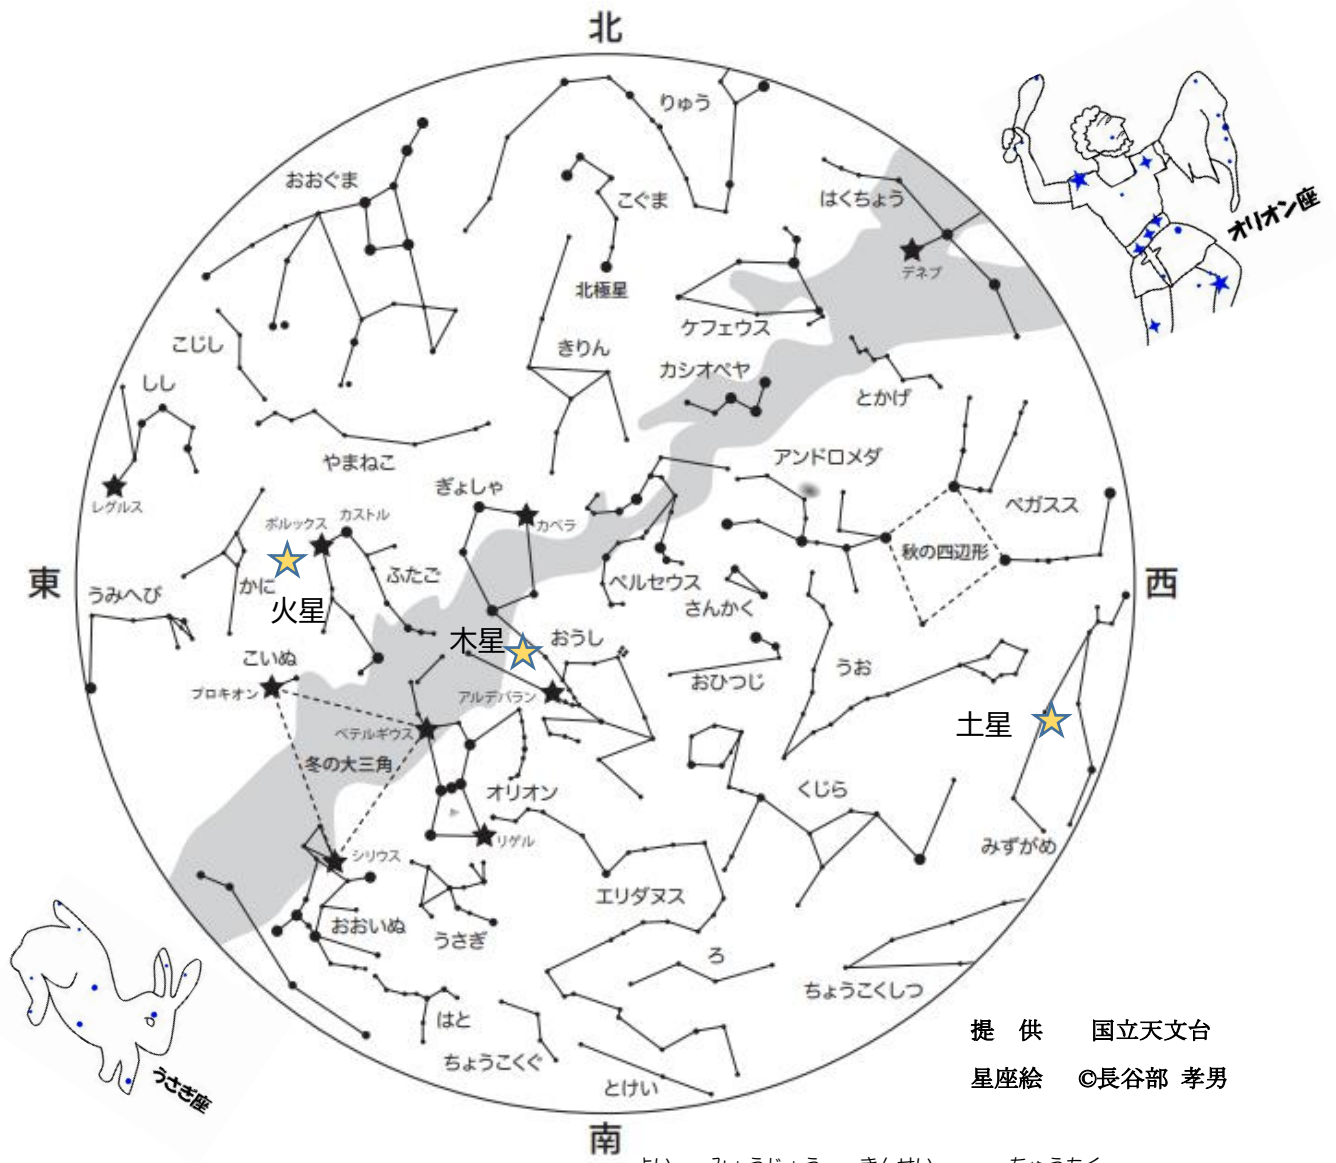 北
りゅう
おおぐま
こぐま
はくちょう
オリオン座
デネブ
北極星
ケフェウス
こじし
きりん
カシオペヤ
しし
とかげ
やまねこ
アンドロメダ
ぎょしゃ
ペガスス
レグルス
ポルックス
カストル
カペラ
秋の四辺形
東
西
かに
ふたご
ペルセウス
うみへび
火星
さんかく
木星
おうし
こいぬ
うお
おひつじ
プロキオン
アルデバラン
土星
ベテルギウス
冬の大三角
オリオン
くじら
リゲル
みずがめ
シリウス
エリダヌス
おおいぬ
うさぎ
ろ
ちょうこくしつ
はと
提 供 国立天文台
ちょうこくぐ
星座絵 ©長谷部 孝男
うさぎ座
とけい
南